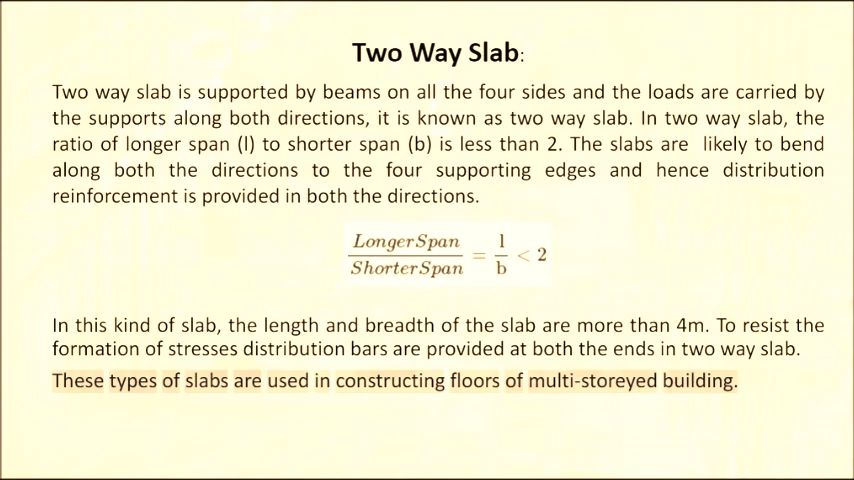 Two Way Slab:
Two way slab is supported by beams on all the four sides and the loads are carried by
the supports along both directions, it is known as two way slab. In two way slab, the
ratio of longer span (l) to shorter span (b) is less than 2. The slabs are likely to bend
along both the directions to the four supporting edges and hence distribution
reinforcement is provided in both the directions.
LongerSpan / ShorterSpan = l / b < 2
In this kind of slab, the length and breadth of the slab are more than 4m. To resist the
formation of stresses distribution bars are provided at both the ends in two way slab.
These types of slabs are used in constructing floors of multi-storeyed building.